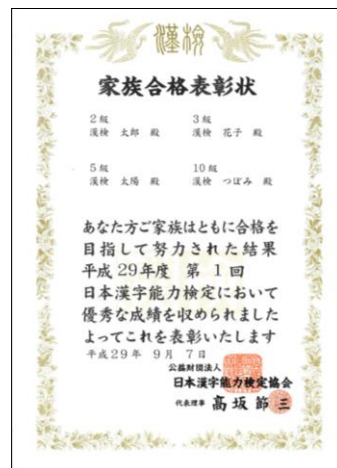 漢検
家族合格表彰状
2級 3級
漢検 太郎 殿 漢検 花子 殿
5級 10級
漢検 太陽 殿 漢検 つぼみ 殿
あなた方ご家族はともに合格を
目指して努力された結果
平成29年度 第1回
日本漢字能力検定において
優秀な成績を収められました
よってこれを表彰いたします
平成29年 9月 7日
公益財団法人
日本漢字能力検定協会
代表理事 髙坂節三